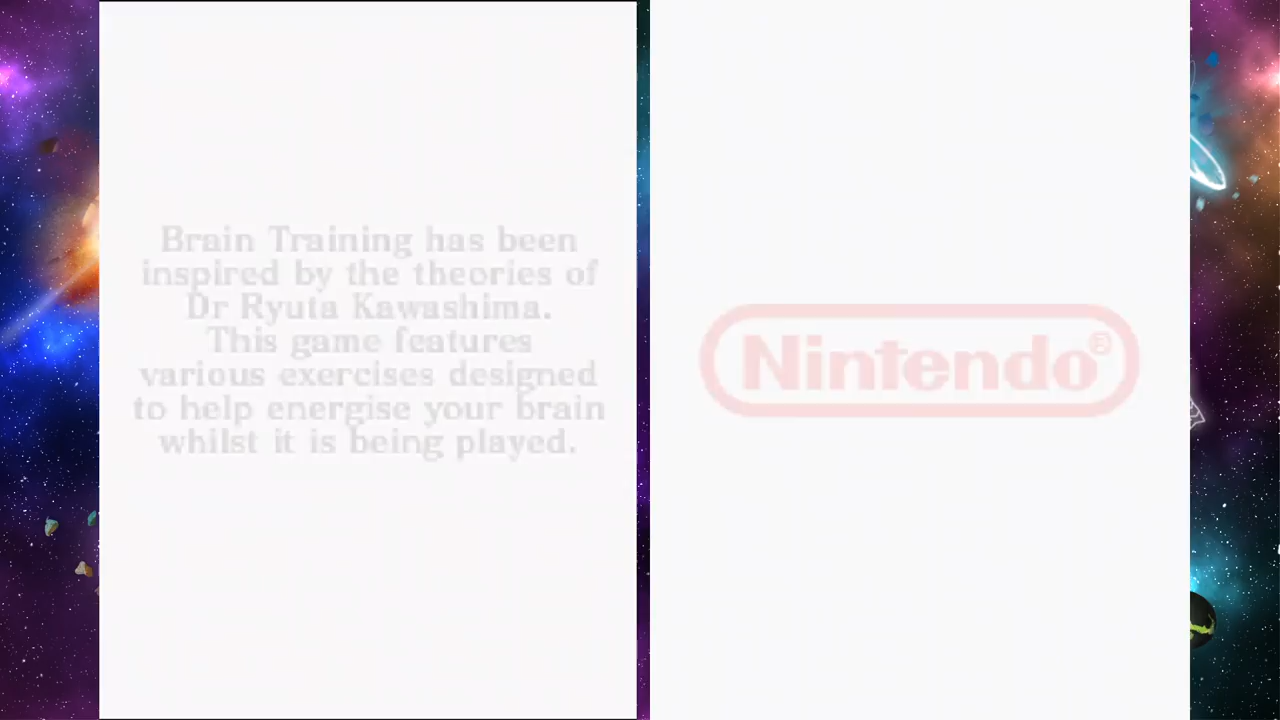 Brain Training has been
inspired by the theories of
Dr Ryuta Kawashima.
This game features
various exercises designed
to help energise your brain
whilst it is being played.
Nintendo®